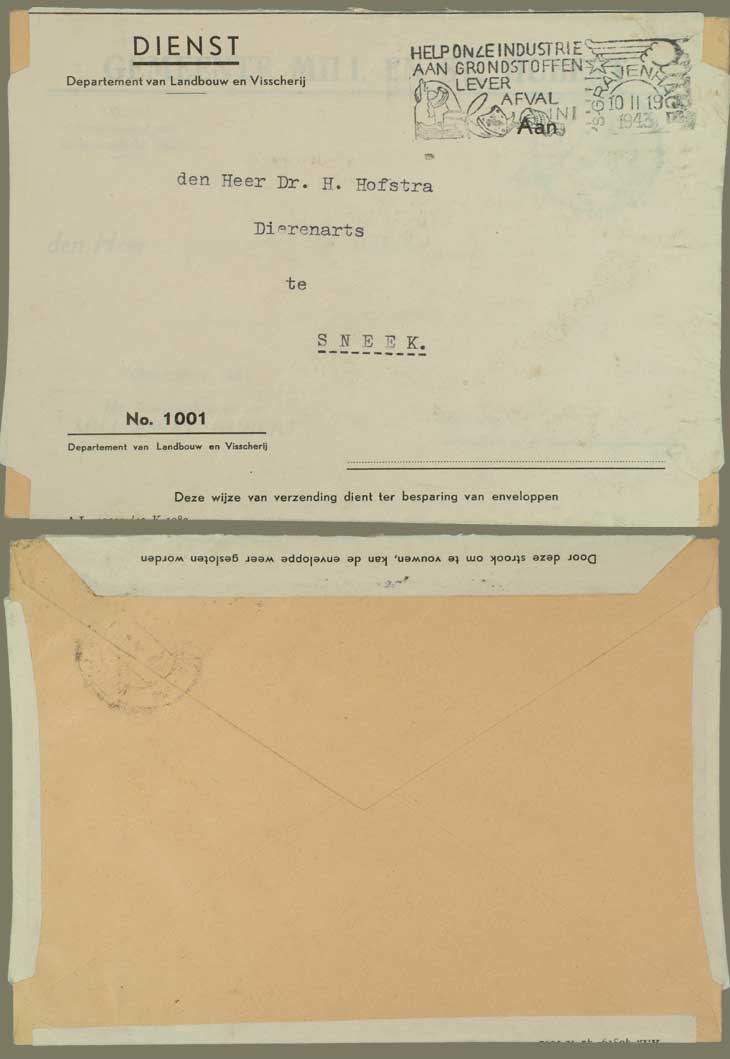 DIENST
Departement van Landbouw en Visscherij
HELP ONZE INDUSTRIE
AAN GRONDSTOFFEN
LEVER
AFVAL
IN!
'S-GRAVENHAGE
10 II 19
1943
Aan
den Heer Dr. H. Hofstra
Dierenarts
te
SNEEK.
No. 1001
Departement van Landbouw en Visscherij
Deze wijze van verzending dient ter besparing van enveloppen
Door deze strook om te vouwen, kan de enveloppe weer gesloten worden